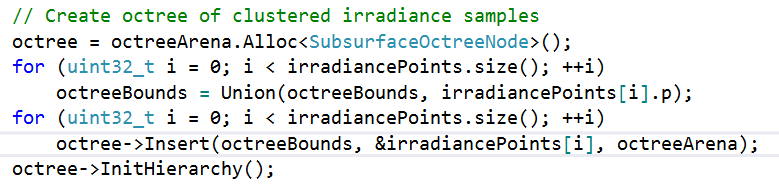 // Create octree of clustered irradiance samples
octree = octreeArena.Alloc<SubsurfaceOctreeNode>();
for (uint32_t i = 0; i < irradiancePoints.size(); ++i)
    octreeBounds = Union(octreeBounds, irradiancePoints[i].p);
for (uint32_t i = 0; i < irradiancePoints.size(); ++i)
    octree->Insert(octreeBounds, &irradiancePoints[i], octreeArena);
octree->InitHierarchy();